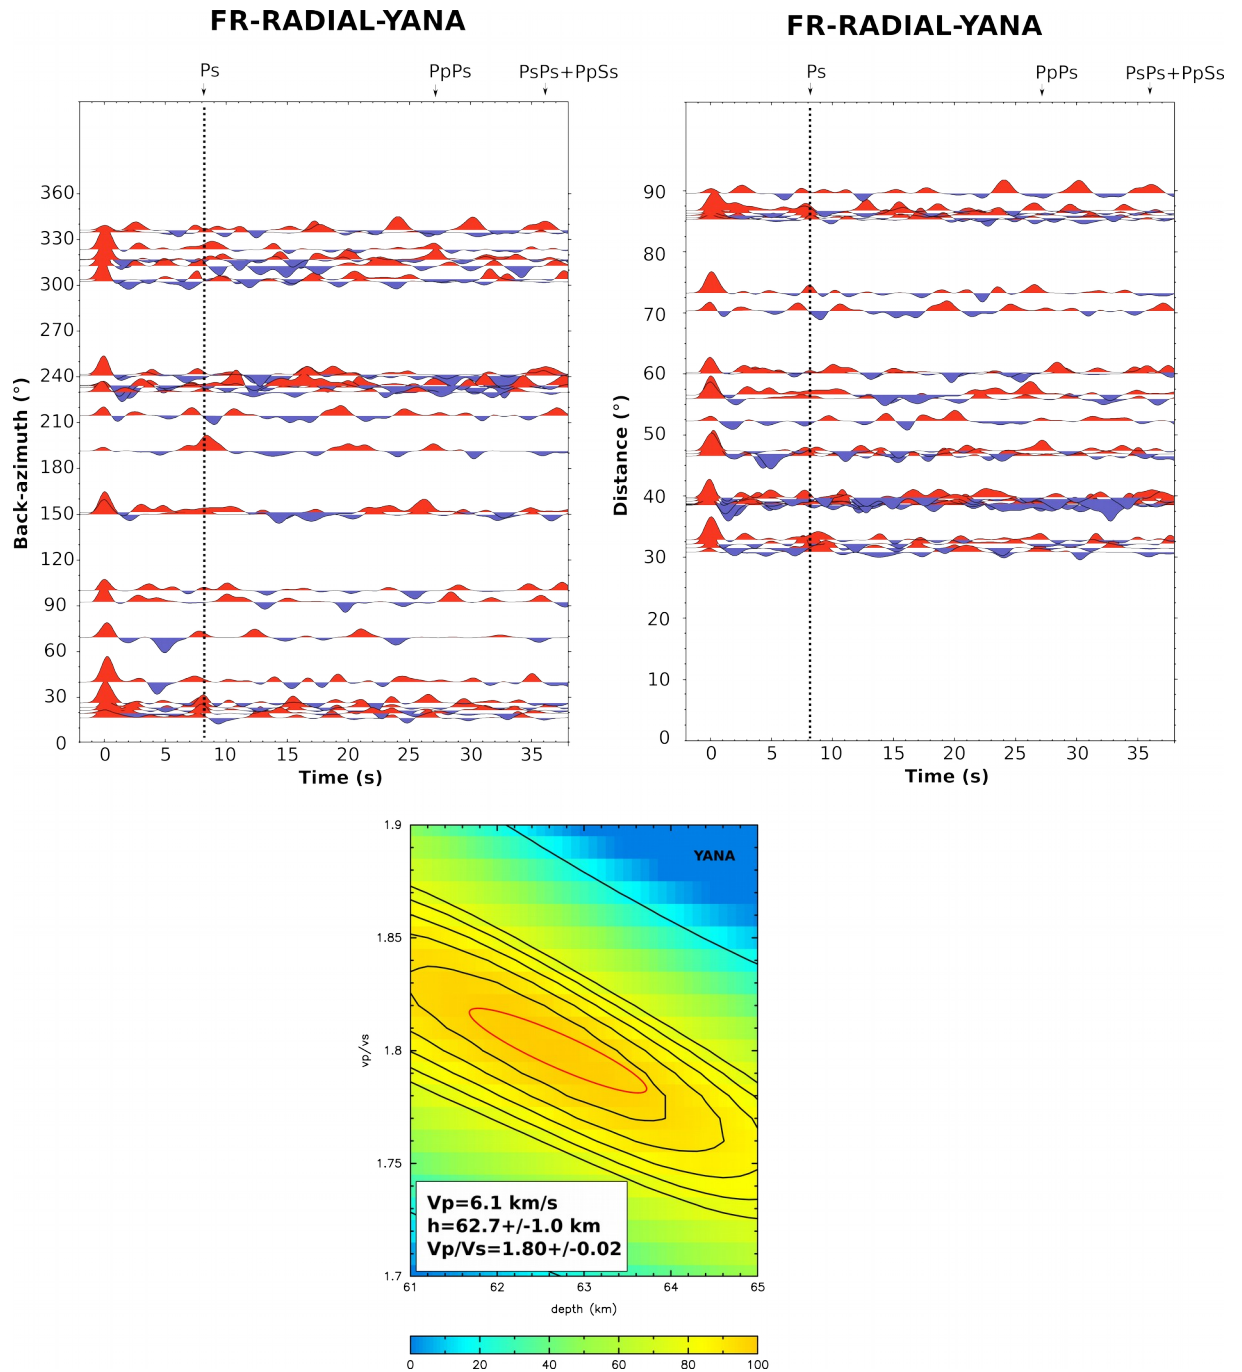 FR-RADIAL-YANA
Ps PpPs PsPs+PpSs
Back-azimuth (°)
360
330
300
270
240
210
180
150
120
90
60
30
0
0 5 10 15 20 25 30 35
Time (s)
FR-RADIAL-YANA
Ps PpPs PsPs+PpSs
Distance (°)
90
80
70
60
50
40
30
20
10
0
0 5 10 15 20 25 30 35
Time (s)
YANA
vp/vs
1.9
1.85
1.8
1.75
1.7
Vp=6.1 km/s
h=62.7+/-1.0 km
Vp/Vs=1.80+/-0.02
61 62 63 64 65
depth (km)
0 20 40 60 80 100